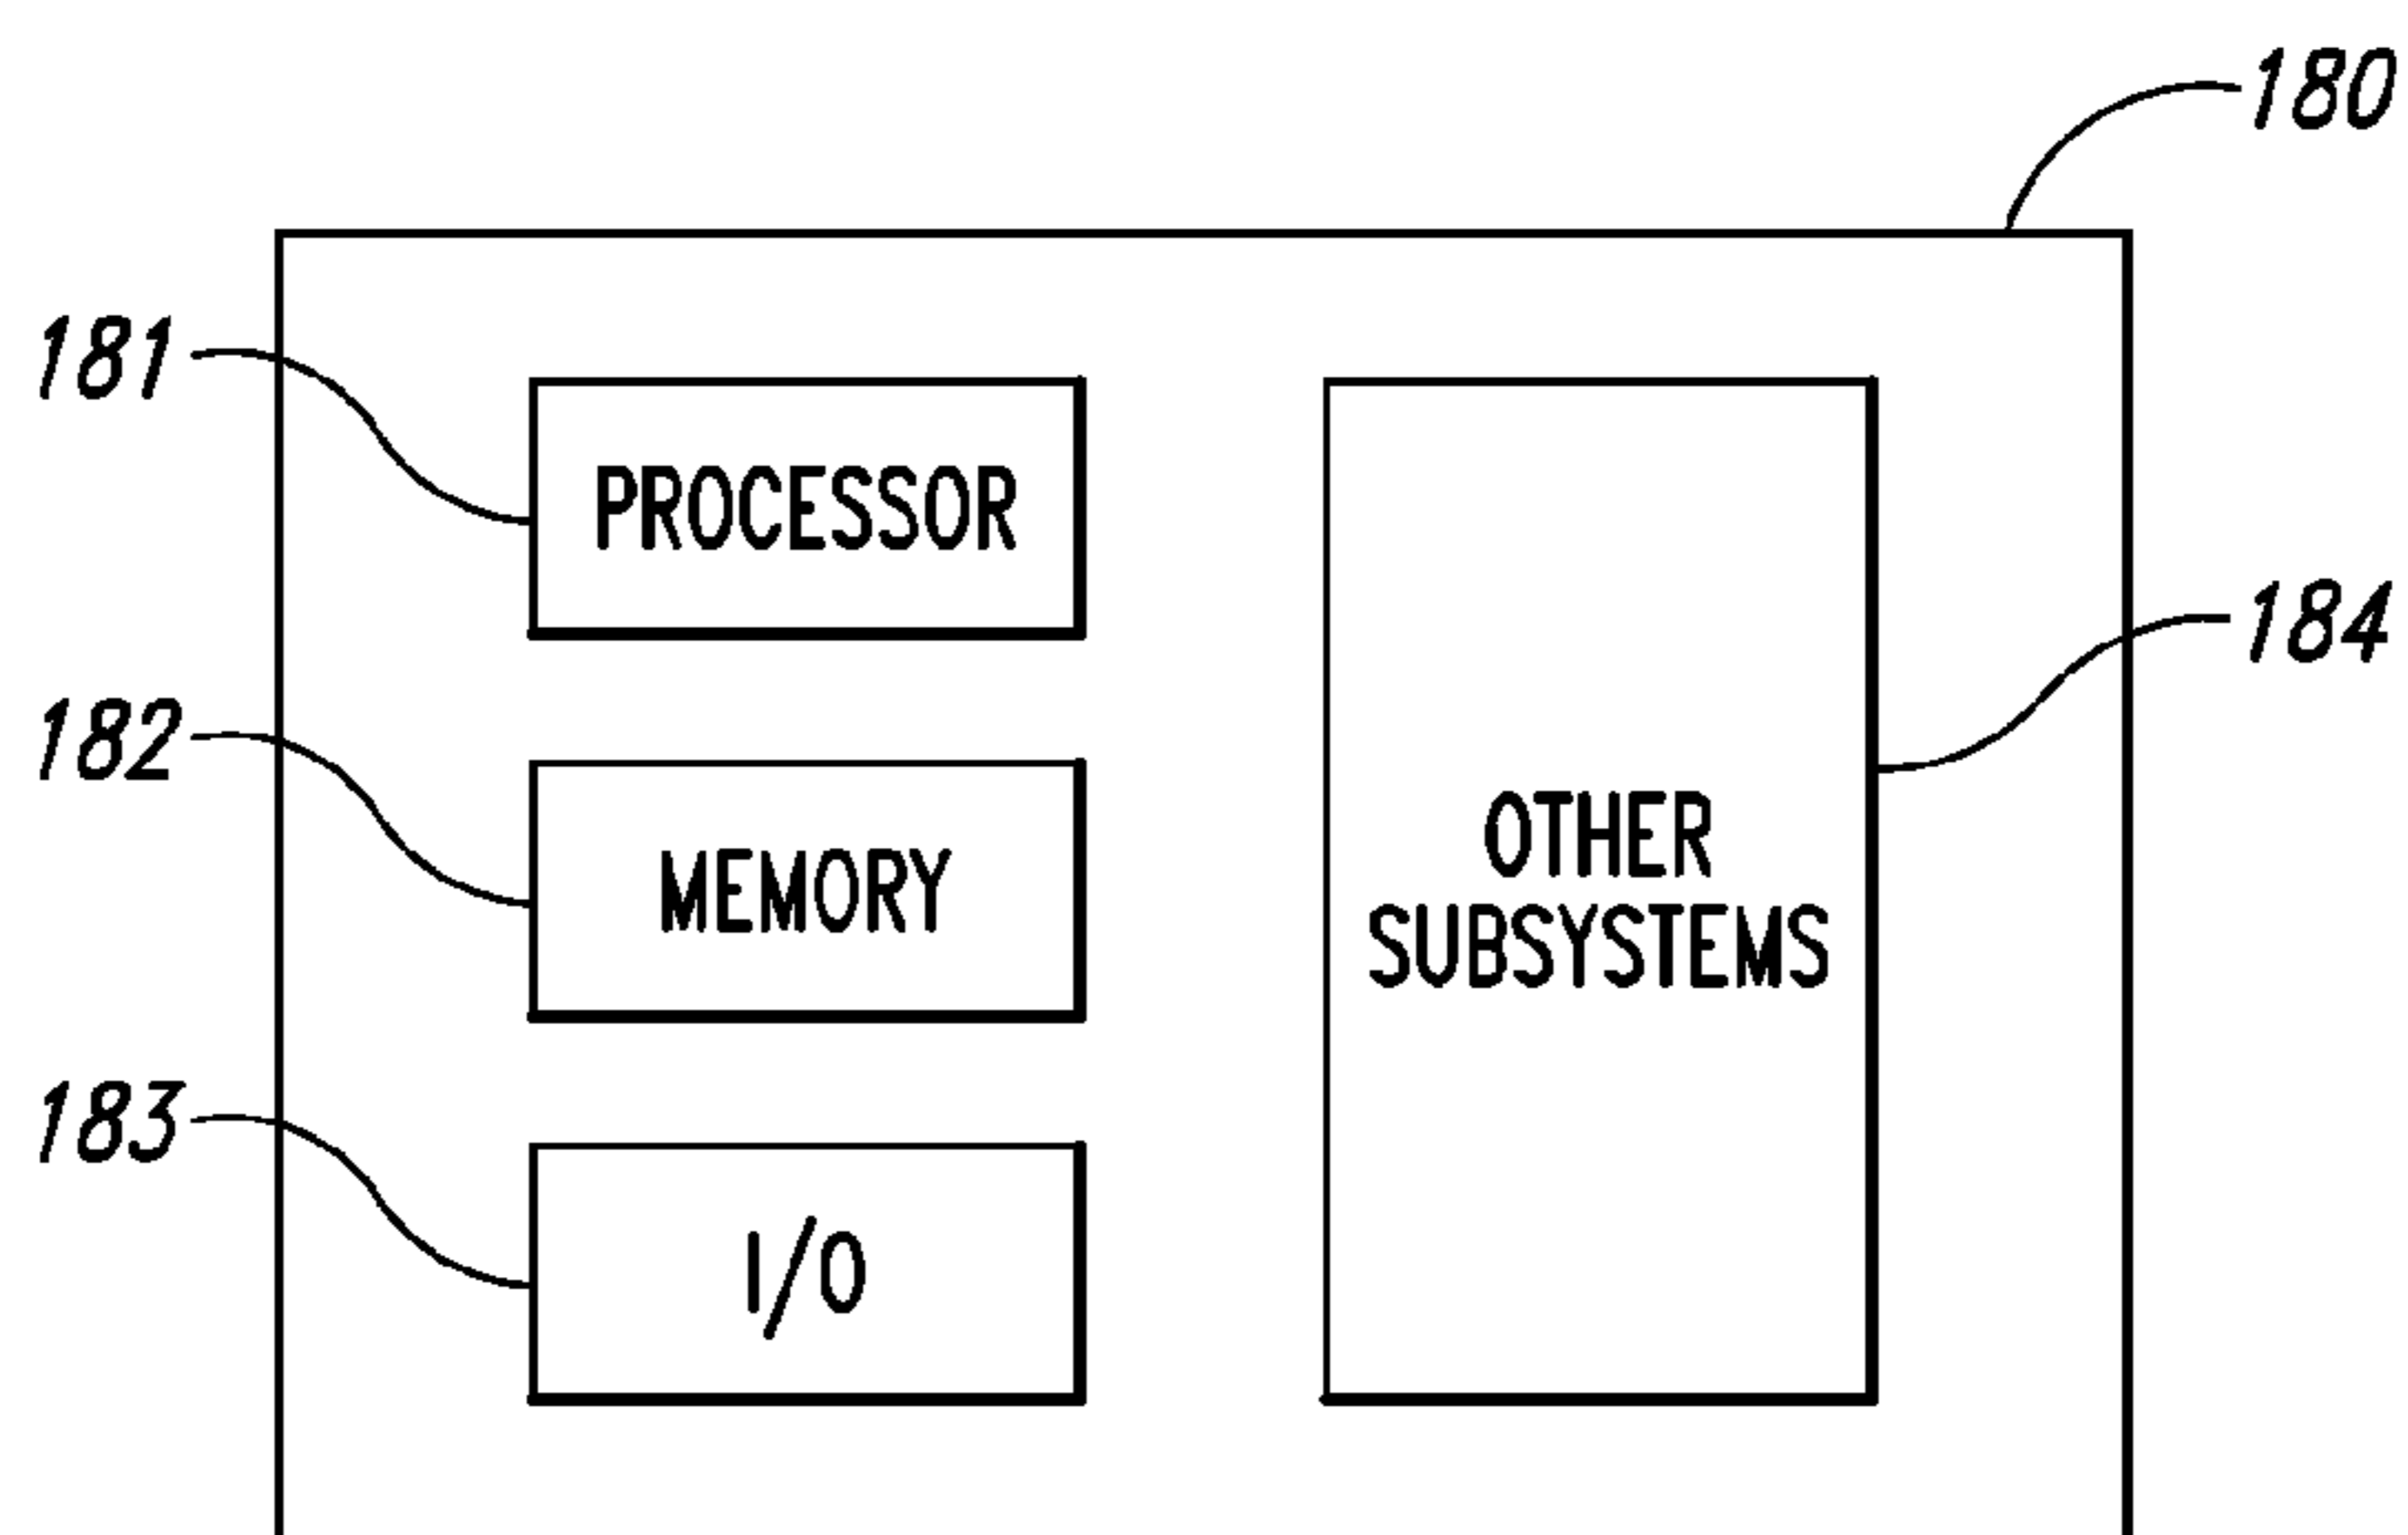 180
181
PROCESSOR
184
182
MEMORY
OTHER
SUBSYSTEMS
183
I/O